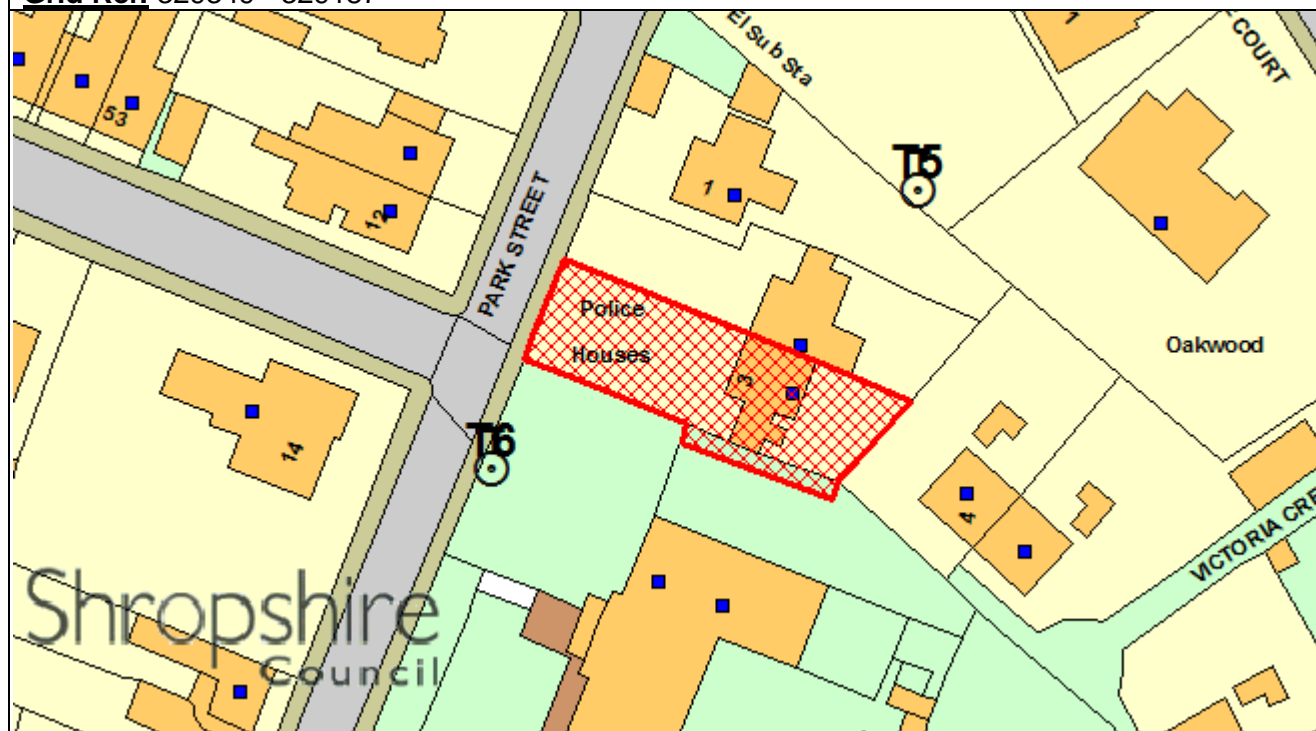 El Sub Sta
1
F COURT
53
T5
12
1
PARK STREET
Police
Houses
3
Oakwood
14
T6
4
VICTORIA CRE
Shropshire
Council